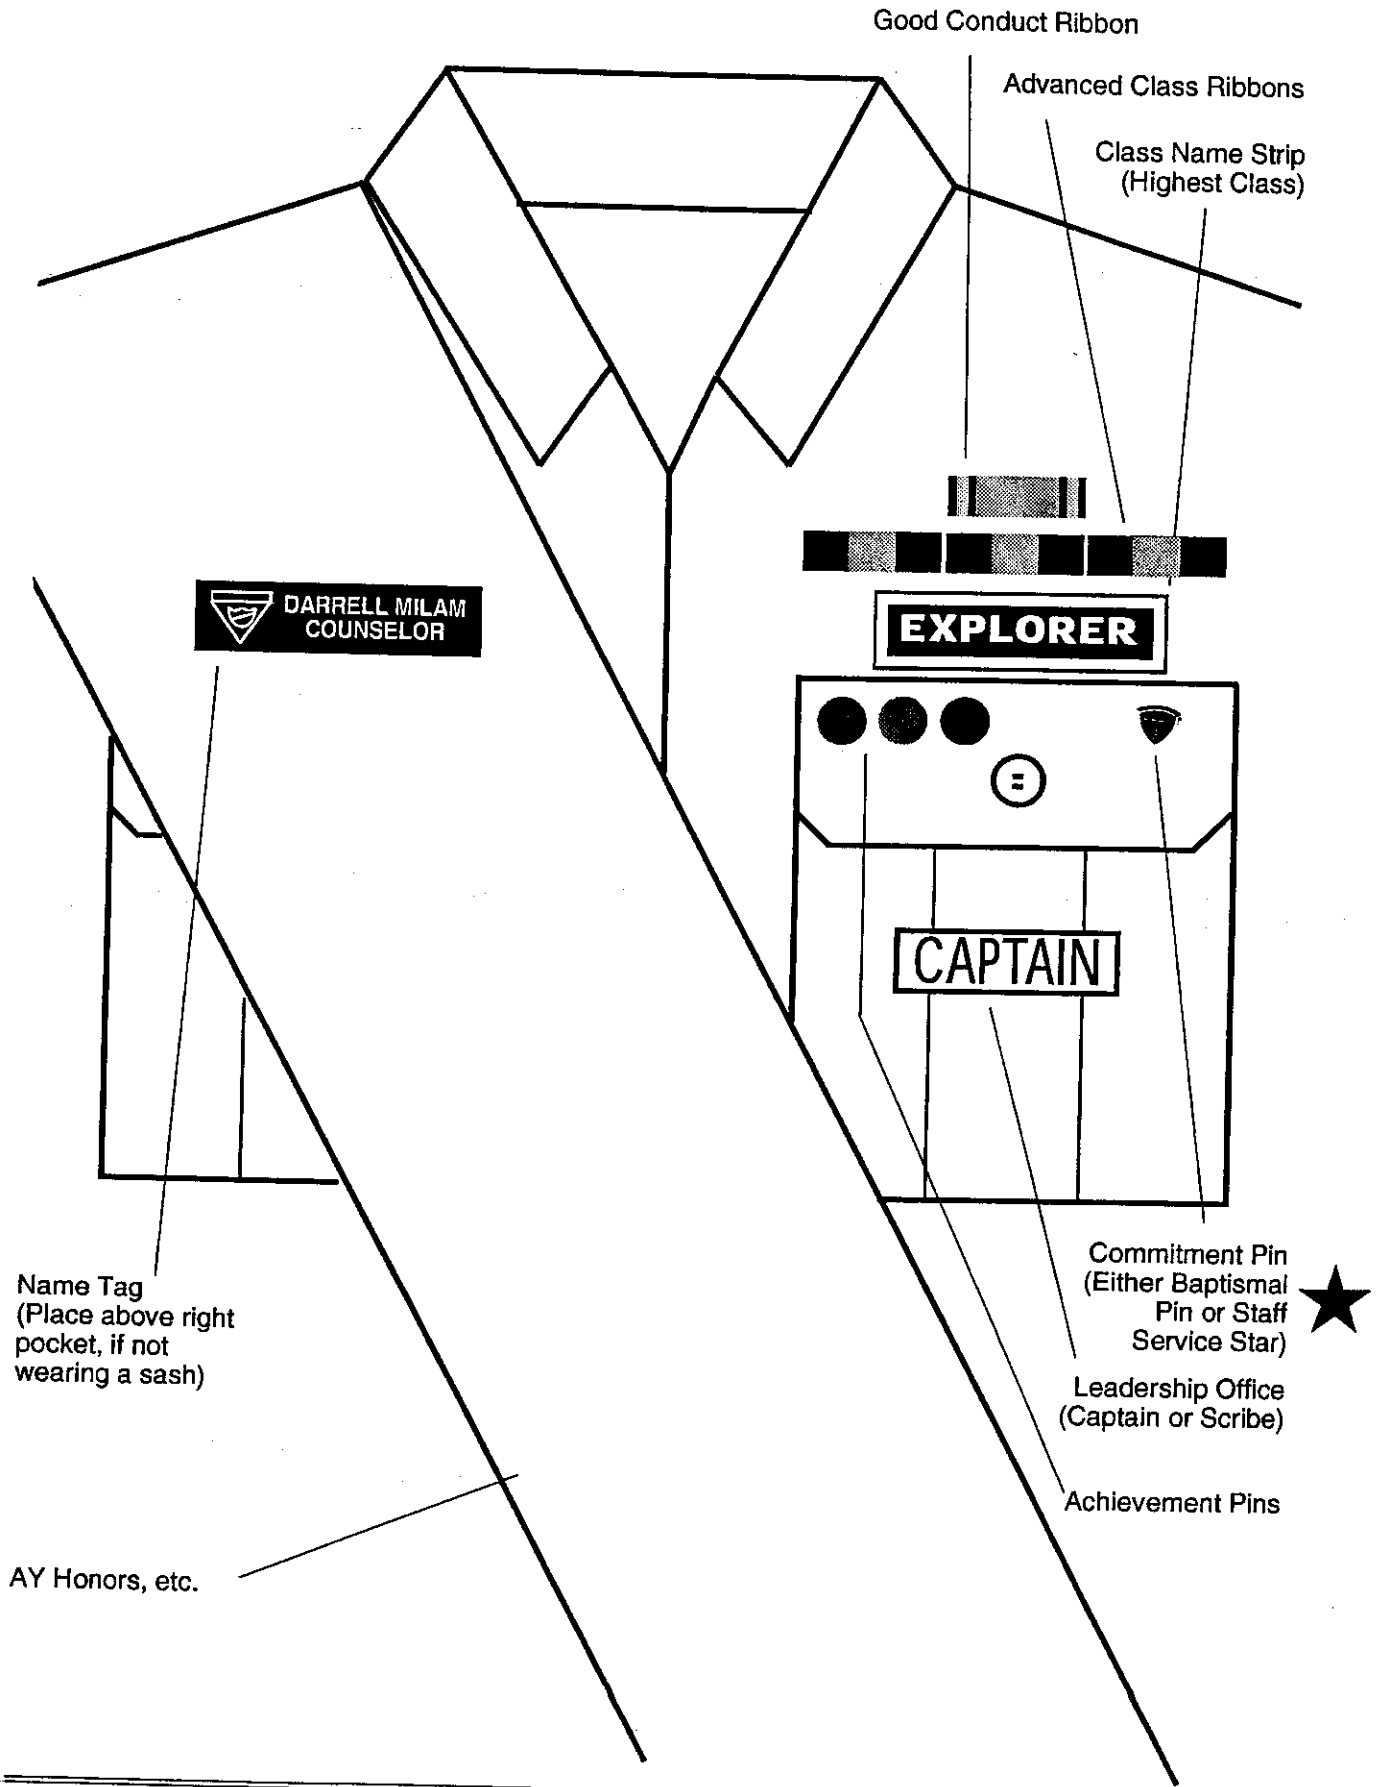 Good Conduct Ribbon
Advanced Class Ribbons
Class Name Strip
(Highest Class)
DARRELL MILAM
COUNSELOR
EXPLORER
CAPTAIN
Name Tag
(Place above right
pocket, if not
wearing a sash)
Commitment Pin
(Either Baptismal
Pin or Staff
Service Star)
Leadership Office
(Captain or Scribe)
Achievement Pins
AY Honors, etc.